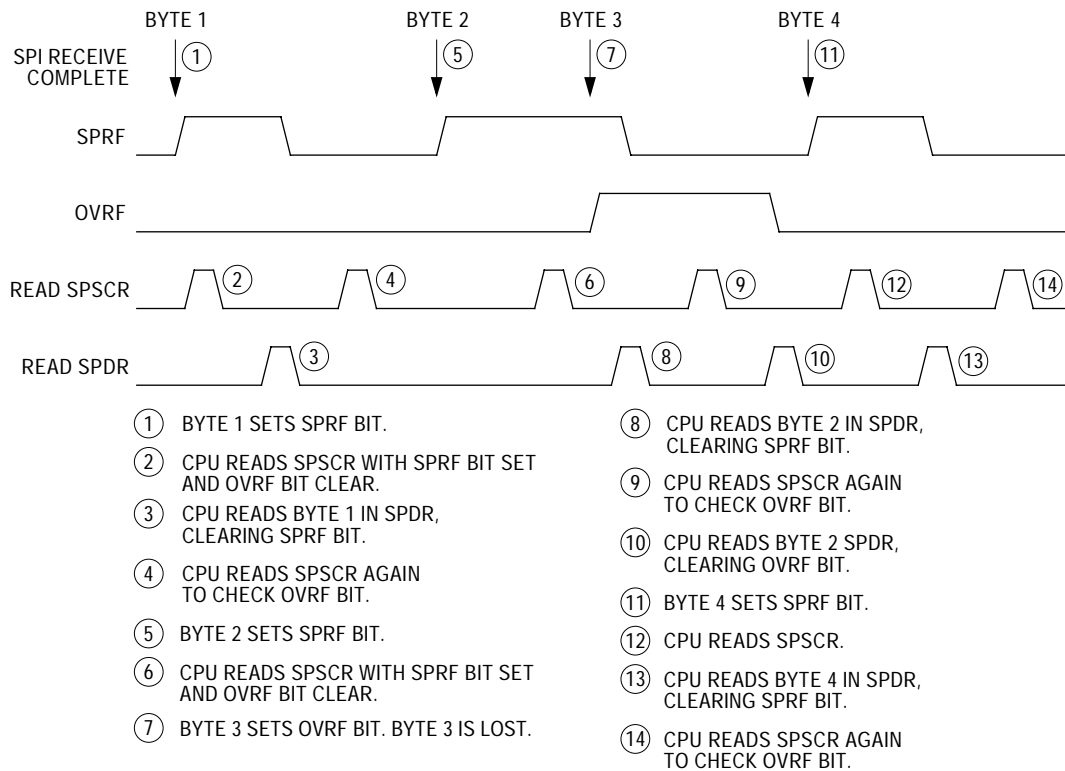 BYTE 1 BYTE 2 BYTE 3 BYTE 4
SPI RECEIVE
COMPLETE
1 5 7 11
SPRF
OVRF
READ SPSCR 2 4 6 9 12 14
READ SPDR 3 8 10 13
1 BYTE 1 SETS SPRF BIT.
2 CPU READS SPSCR WITH SPRF BIT SET
AND OVRF BIT CLEAR.
3 CPU READS BYTE 1 IN SPDR,
CLEARING SPRF BIT.
4 CPU READS SPSCR AGAIN
TO CHECK OVRF BIT.
5 BYTE 2 SETS SPRF BIT.
6 CPU READS SPSCR WITH SPRF BIT SET
AND OVRF BIT CLEAR.
7 BYTE 3 SETS OVRF BIT. BYTE 3 IS LOST.
8 CPU READS BYTE 2 IN SPDR,
CLEARING SPRF BIT.
9 CPU READS SPSCR AGAIN
TO CHECK OVRF BIT.
10 CPU READS BYTE 2 SPDR,
CLEARING OVRF BIT.
11 BYTE 4 SETS SPRF BIT.
12 CPU READS SPSCR.
13 CPU READS BYTE 4 IN SPDR,
CLEARING SPRF BIT.
14 CPU READS SPSCR AGAIN
TO CHECK OVRF BIT.